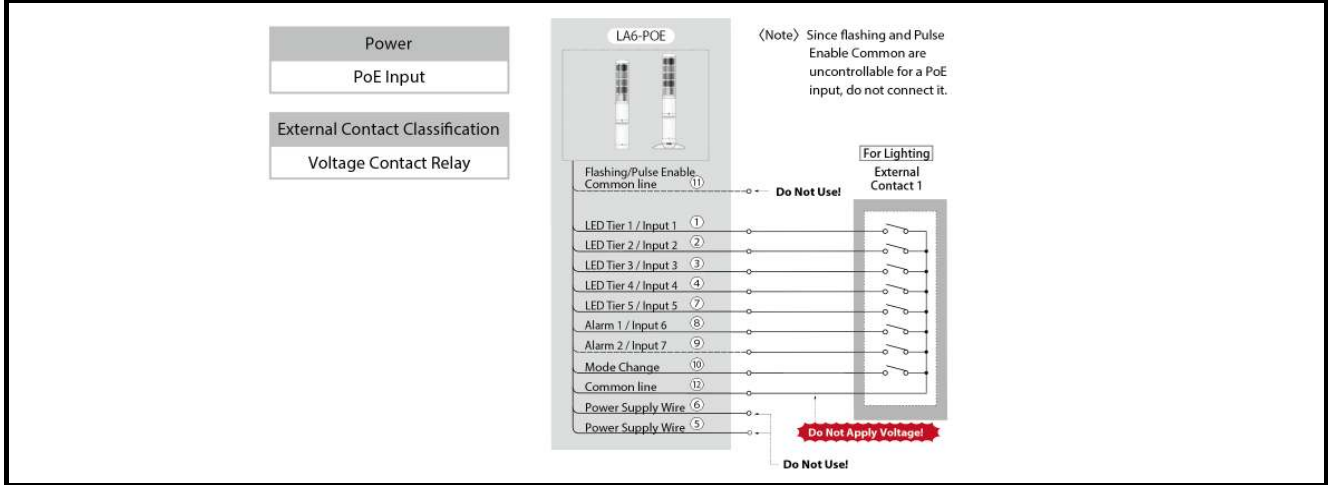 Power
PoE Input
External Contact Classification
Voltage Contact Relay
LA6-POE
〈Note〉 Since flashing and Pulse
Enable Common are
uncontrollable for a PoE
input, do not connect it.
For Lighting
External
Contact 1
Flashing/Pulse Enable
Common line ⑪
Do Not Use!
LED Tier 1 / Input 1 ①
LED Tier 2 / Input 2 ②
LED Tier 3 / Input 3 ③
LED Tier 4 / Input 4 ④
LED Tier 5 / Input 5 ⑦
Alarm 1 / Input 6 ⑧
Alarm 2 / Input 7 ⑨
Mode Change ⑩
Common line ⑫
Power Supply Wire ⑥
Power Supply Wire ⑤
Do Not Apply Voltage!
Do Not Use!